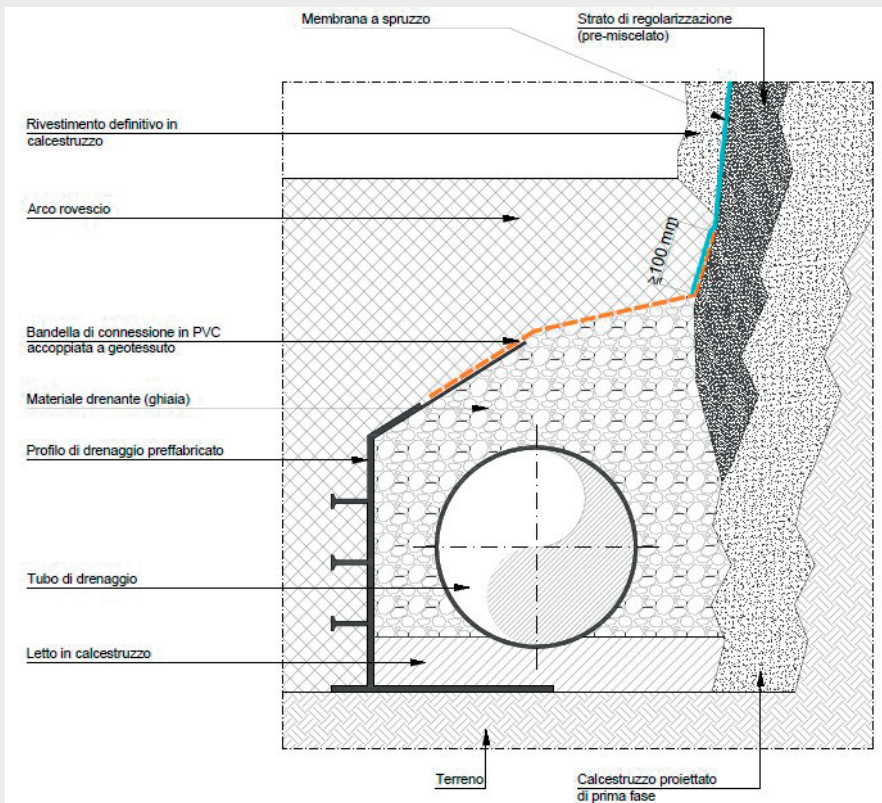 Membrana a spruzzo
Strato di regolarizzazione
(pre-miscelato)
Rivestimento definitivo in
calcestruzzo
Arco rovescio
≥100 mm
Bandella di connessione in PVC
accoppiata a geotessuto
Materiale drenante (ghiaia)
Profilo di drenaggio preffabricato
Tubo di drenaggio
Letto in calcestruzzo
Terreno
Calcestruzzo proiettato
di prima fase